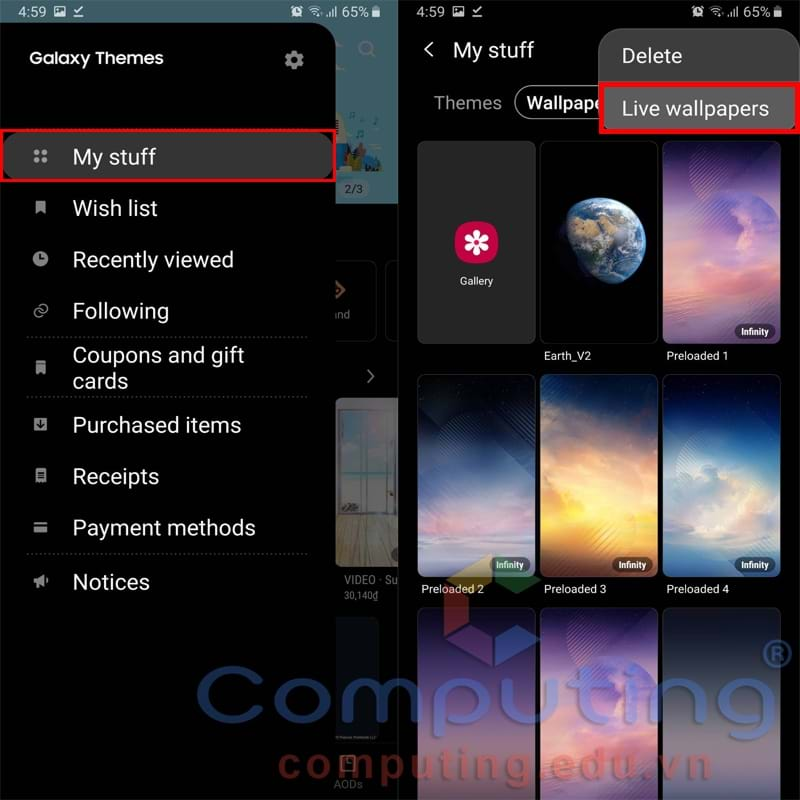 4:59
65%
Galaxy Themes
My stuff
Wish list
Recently viewed
Following
Coupons and gift
cards
Purchased items
Receipts
Payment methods
Notices
2/3
nd
VIDEO · Su
30,140₫
AODs
4:59
65%
My stuff
Delete
Live wallpapers
Themes
Wallpape
Gallery
Infinity
Earth_V2
Preloaded 1
Infinity
Infinity
Infinity
Preloaded 2
Preloaded 3
Preloaded 4
Computing®
computing.edu.vn